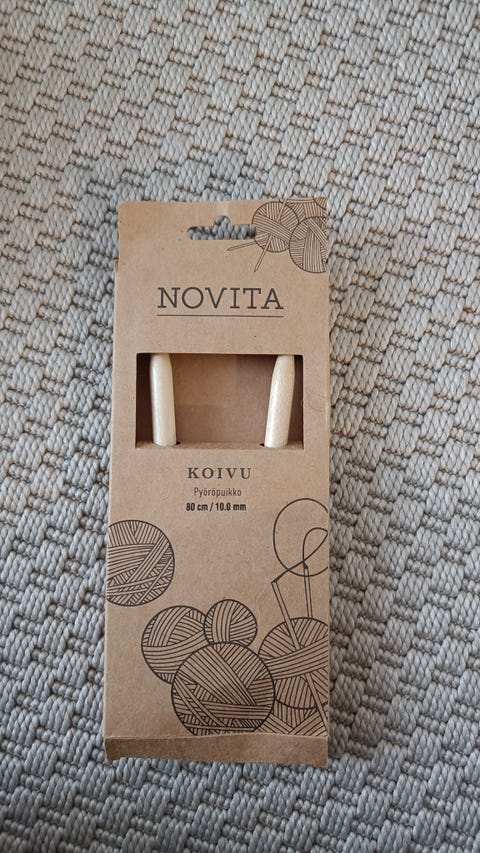 NOVITA
KOIVU
Pyöröpuikko
80 cm / 10.0 mm